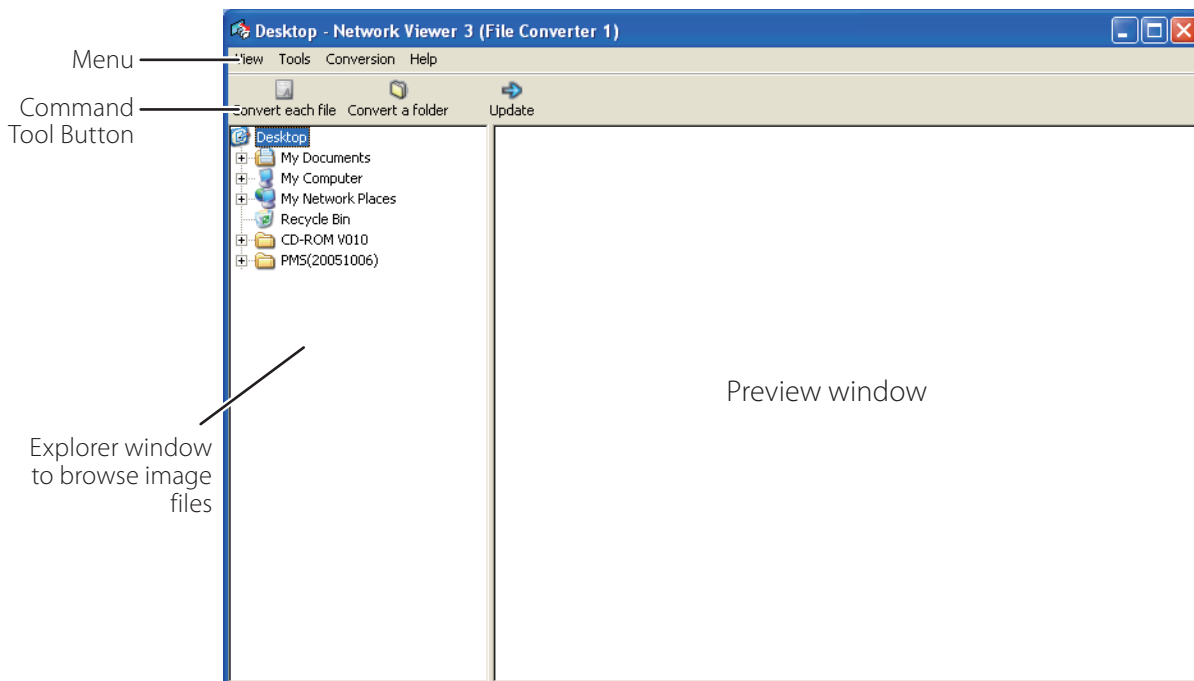 Desktop - Network Viewer 3 (File Converter 1)
Menu
View Tools Conversion Help
Command
Tool Button
Convert each file Convert a folder Update
Desktop
My Documents
My Computer
My Network Places
Recycle Bin
CD-ROM V010
PMS(20051006)
Preview window
Explorer window
to browse image
files